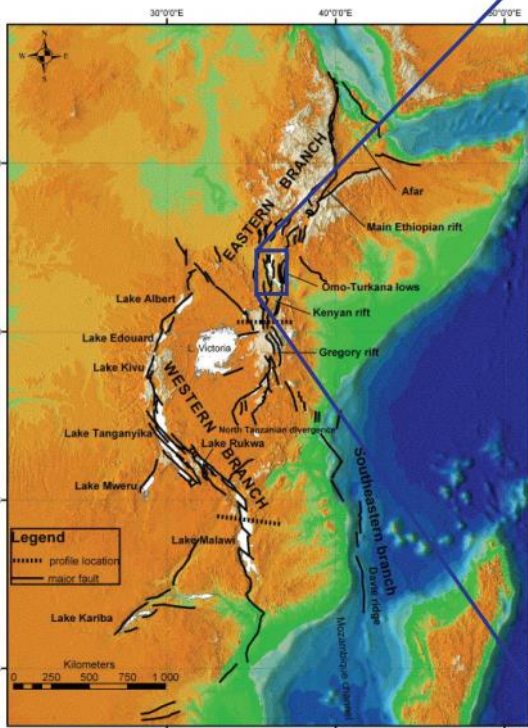 30°0'0"E
40°0'0"E
50°0'0"E
N
W E
S
EASTERN BRANCH
Afar
Main Ethiopian rift
Omo-Turkana lows
Lake Albert
Kenyan rift
Lake Edouard
L. Victoria
Gregory rift
Lake Kivu
WESTERN BRANCH
North Tanzanian divergence
Lake Tanganyika
Lake Rukwa
Southeastern branch
Lake Mweru
Legend
profile location
major fault
Lake Malawi
Davie ridge
Lake Kariba
Mozambique channel
Kilometers
0 250 500 1 000